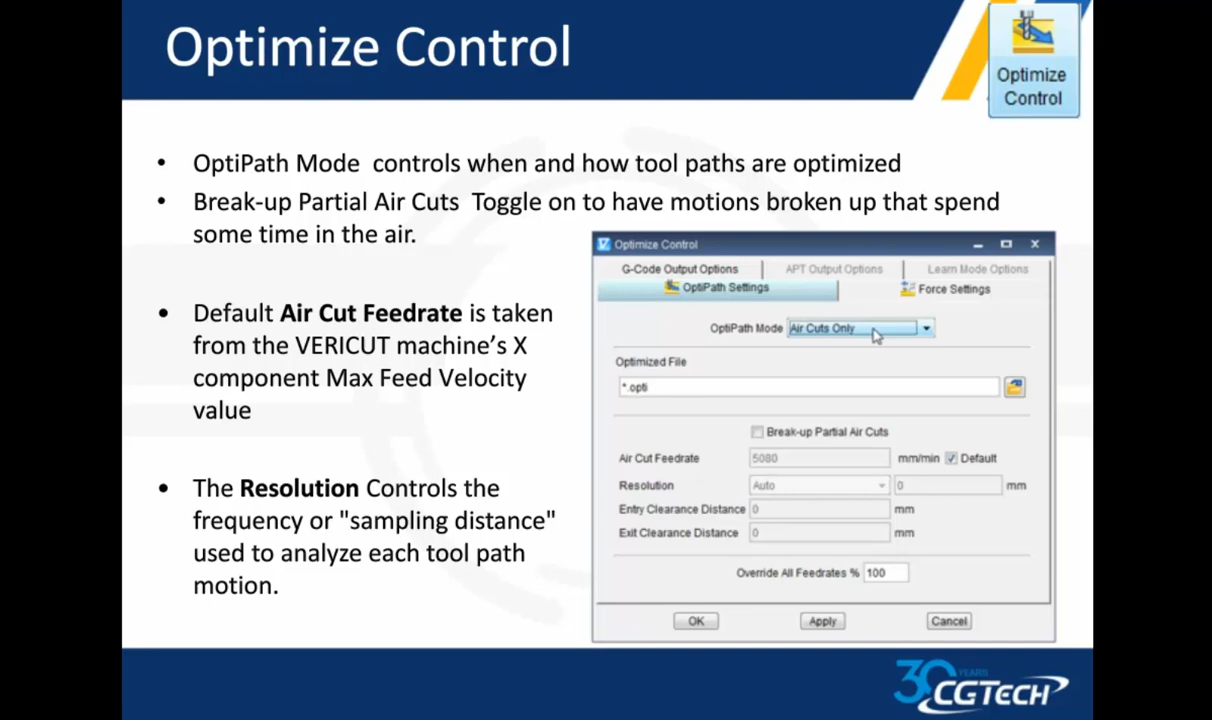 Optimize Control
Optimize
Control
• OptiPath Mode controls when and how tool paths are optimized
• Break-up Partial Air Cuts Toggle on to have motions broken up that spend
some time in the air.
• Default Air Cut Feedrate is taken
from the VERICUT machine's X
component Max Feed Velocity
value
• The Resolution Controls the
frequency or "sampling distance"
used to analyze each tool path
motion.
Optimize Control
G-Code Output Options APT Output Options Learn Mode Options
OptiPath Settings Force Settings
OptiPath Mode Air Cuts Only
Optimized File
*.opti
Break-up Partial Air Cuts
Air Cut Feedrate 5080 mm/min Default
Resolution Auto 0 mm
Entry Clearance Distance 0 mm
Exit Clearance Distance 0 mm
Override All Feedrates % 100
OK Apply Cancel
30 YEARS CGTECH